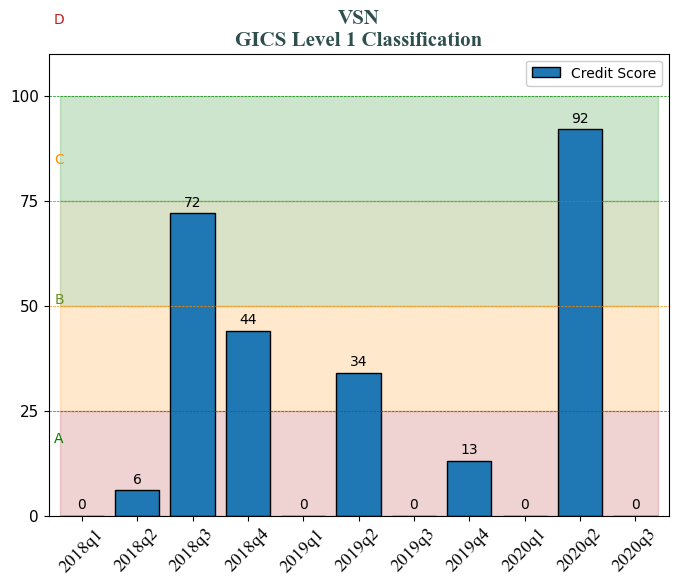 D
VSN
GICS Level 1 Classification
Credit Score
100
C
92
75
72
B
50
44
34
25
A
13
6
0
0
0
0
0
0
2018q1
2018q2
2018q3
2018q4
2019q1
2019q2
2019q3
2019q4
2020q1
2020q2
2020q3